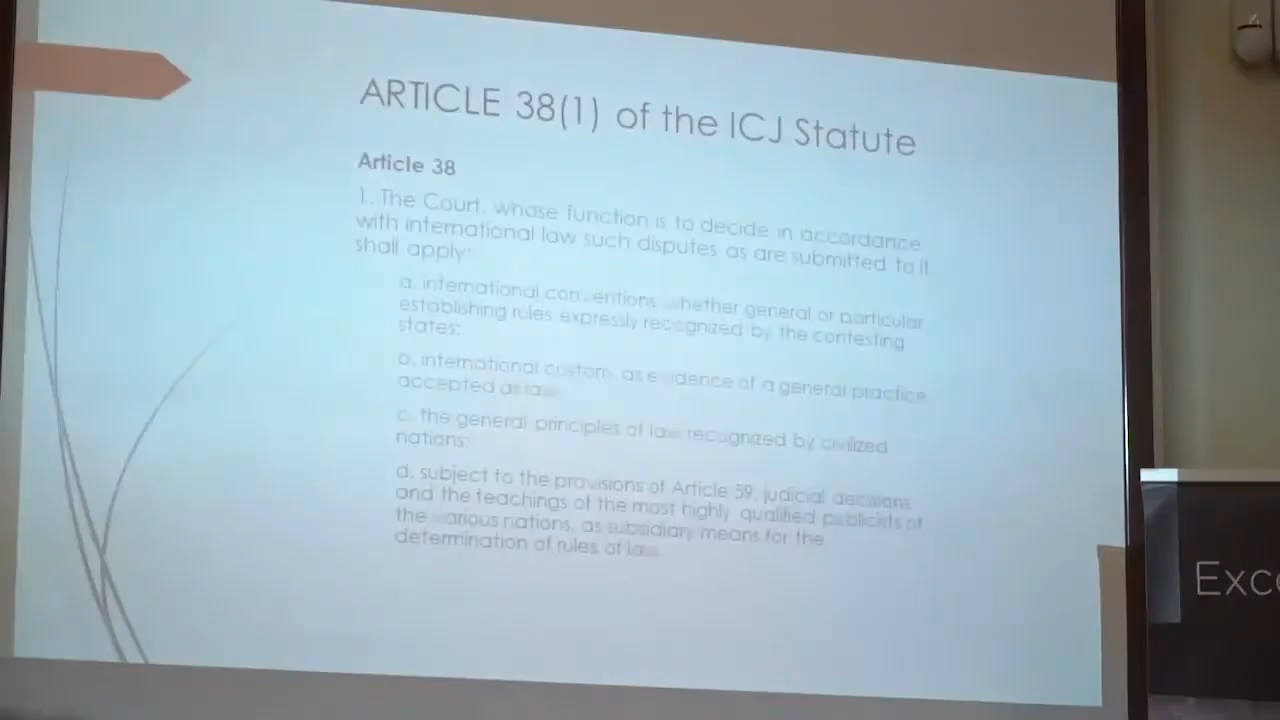 ARTICLE 38(1) of the ICJ Statute
Article 38
1. The Court, whose function is to decide in accordance
with international law such disputes as are submitted to it
shall apply:
a. international conventions whether general or particular
establishing rules expressly recognized by the contesting
states;
b. international custom, as evidence of a general practice
accepted as law
c. the general principles of law recognized by civilized
nations;
d. subject to the provisions of Article 59, judicial decisions
and the teachings of the most highly qualified publicists of
the various nations, as subsidiary means for the
determination of rules of law.
Exc